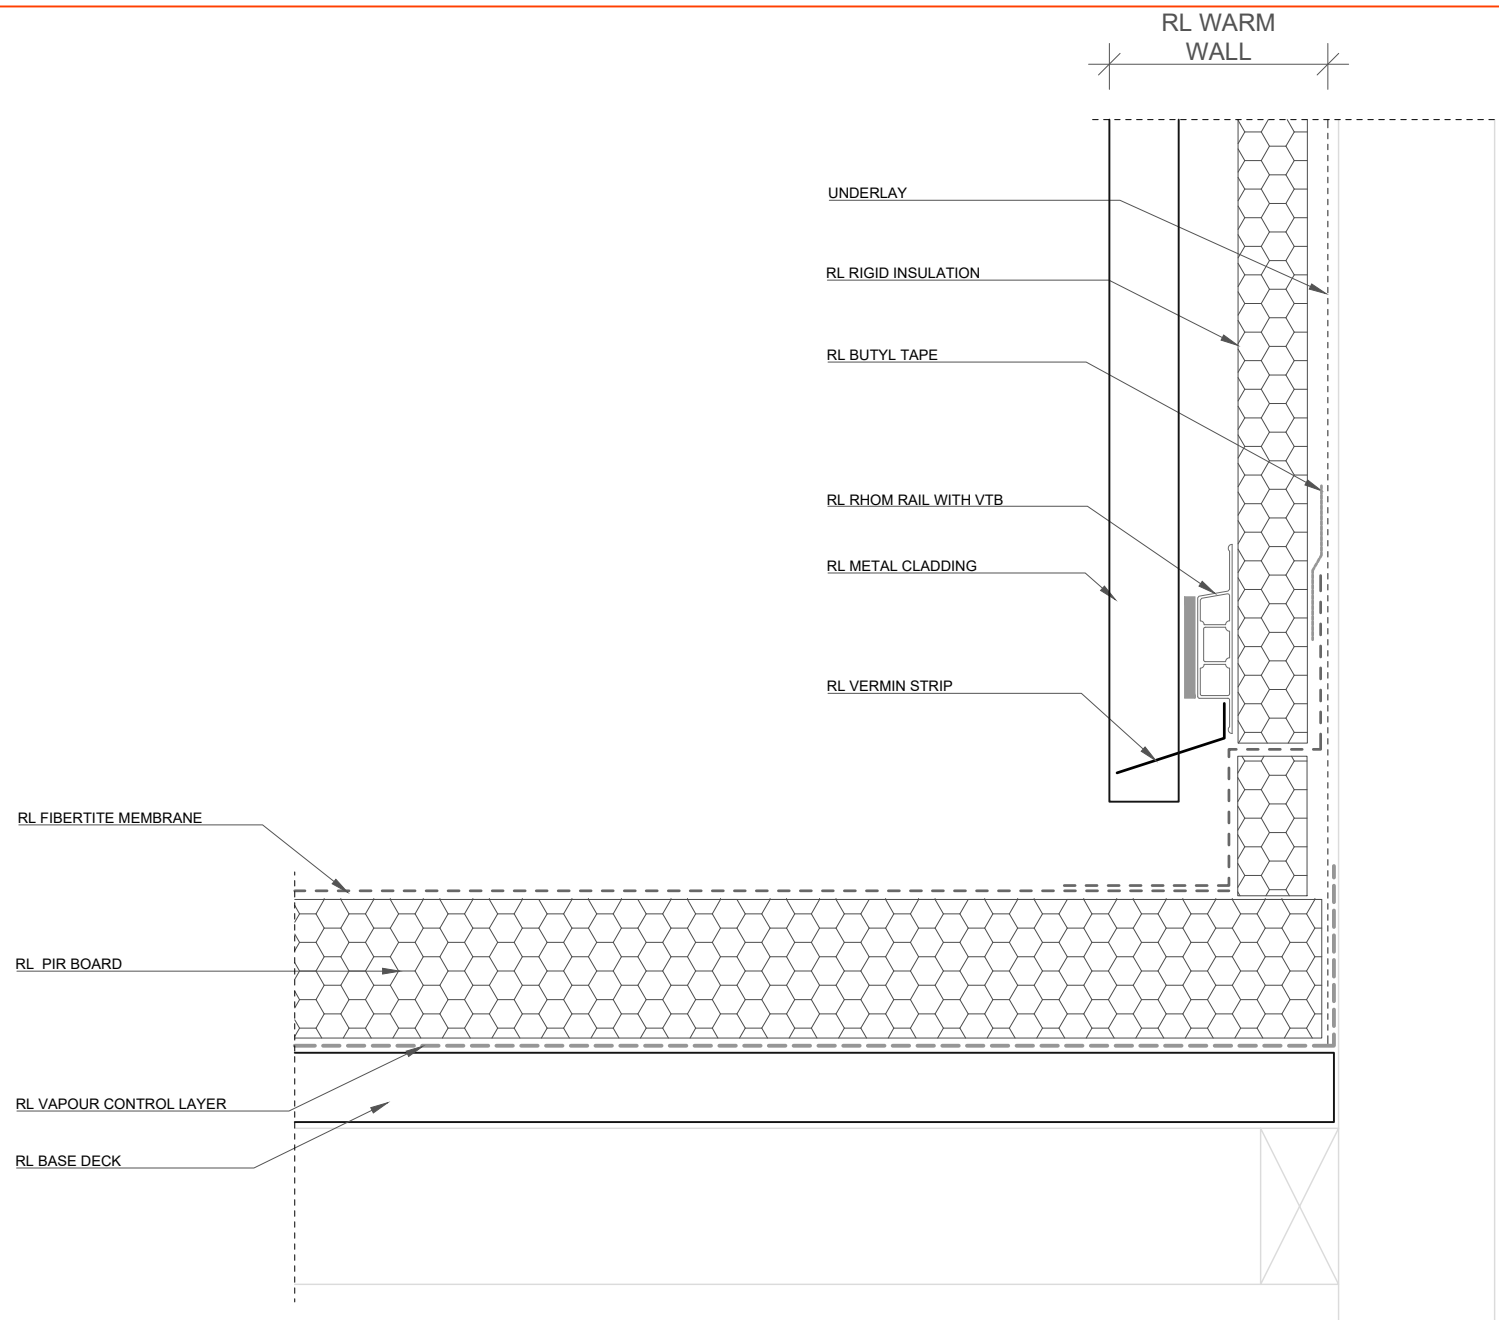 RL WARM
WALL
UNDERLAY
RL RIGID INSULATION
RL BUTYL TAPE
RL RHOM RAIL WITH VTB
RL METAL CLADDING
RL VERMIN STRIP
RL FIBERTITE MEMBRANE
RL PIR BOARD
RL VAPOUR CONTROL LAYER
RL BASE DECK